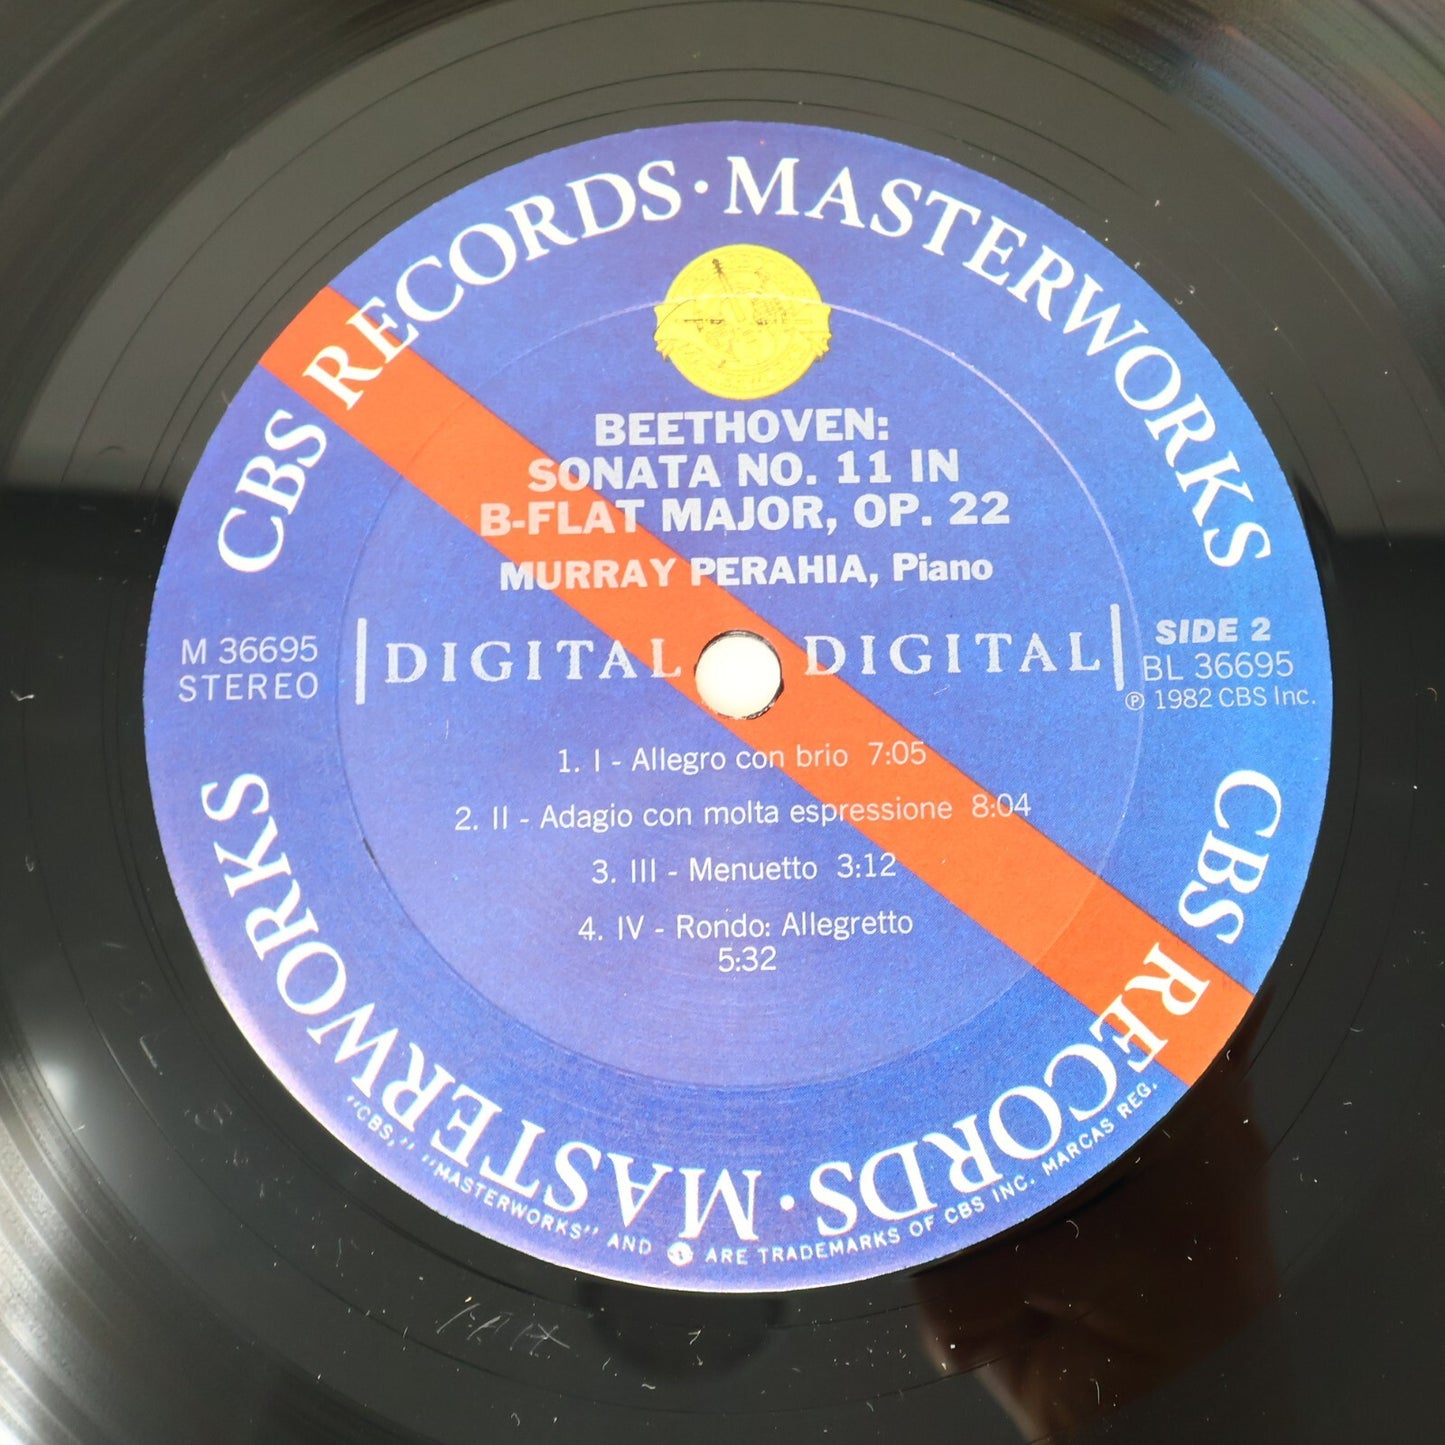 CBS RECORDS · MASTERWORKS
BEETHOVEN:
SONATA NO. 11 IN
B-FLAT MAJOR, OP. 22
MURRAY PERAHIA, Piano
M 36695
STEREO
DIGITAL DIGITAL
SIDE 2
BL 36695
℗ 1982 CBS Inc.
1. I - Allegro con brio 7:05
2. II - Adagio con molta espressione 8:04
3. III - Menuetto 3:12
4. IV - Rondo: Allegretto
5:32
CBS RECORDS · MASTERWORKS
"CBS," "MASTERWORKS" AND ARE TRADEMARKS OF CBS INC. MARCAS REG.